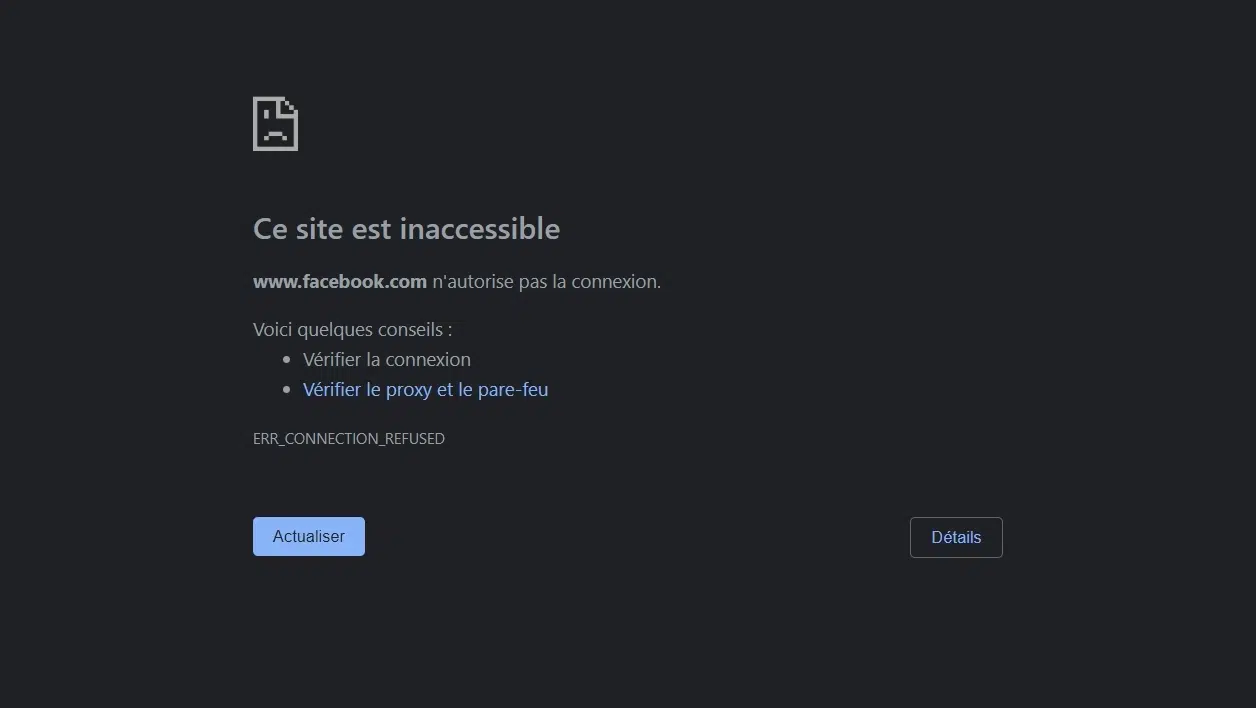 Ce site est inaccessible
www.facebook.com n'autorise pas la connexion.
Voici quelques conseils :
Vérifier la connexion
Vérifier le proxy et le pare-feu
ERR_CONNECTION_REFUSED
Actualiser
Détails